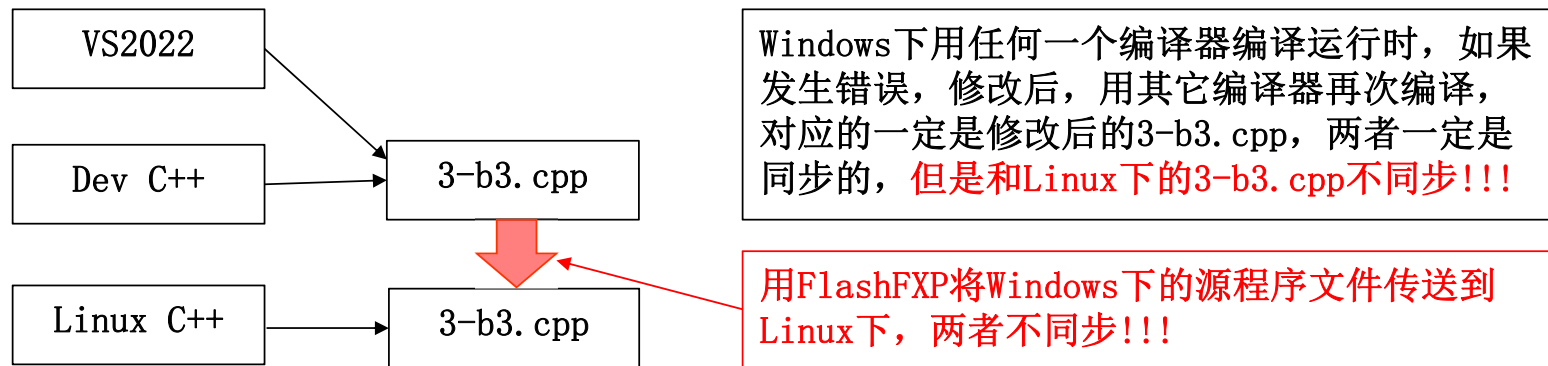 VS2022
Dev C++
Linux C++
3-b3.cpp
3-b3.cpp
Windows下用任何一个编译器编译运行时，如果
发生错误，修改后，用其它编译器再次编译，
对应的一定是修改后的3-b3.cpp，两者一定是
同步的，但是和Linux下的3-b3.cpp不同步!!!
用FlashFXP将Windows下的源程序文件传送到
Linux下，两者不同步!!!